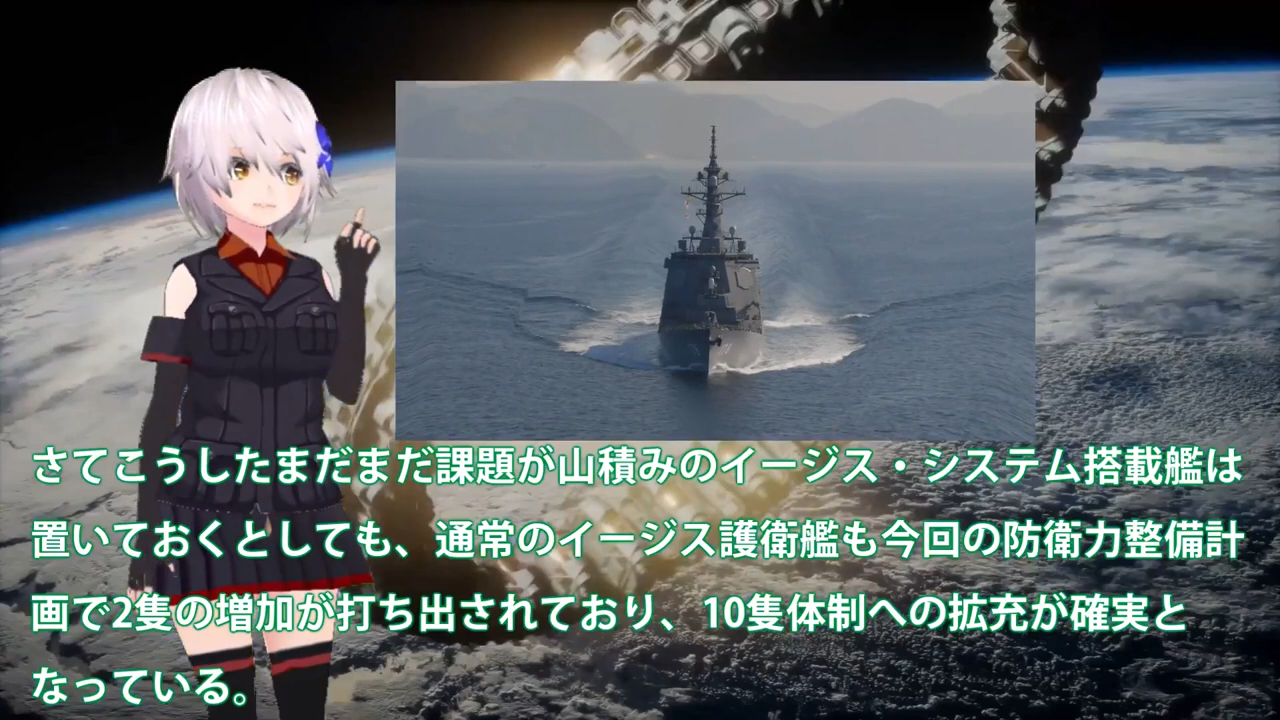 さてこうしたまだまだ課題が山積みのイージス・システム搭載艦は
置いておくとしても、通常のイージス護衛艦も今回の防衛力整備計
画で2隻の増加が打ち出されており、10隻体制への拡充が確実と
なっている。